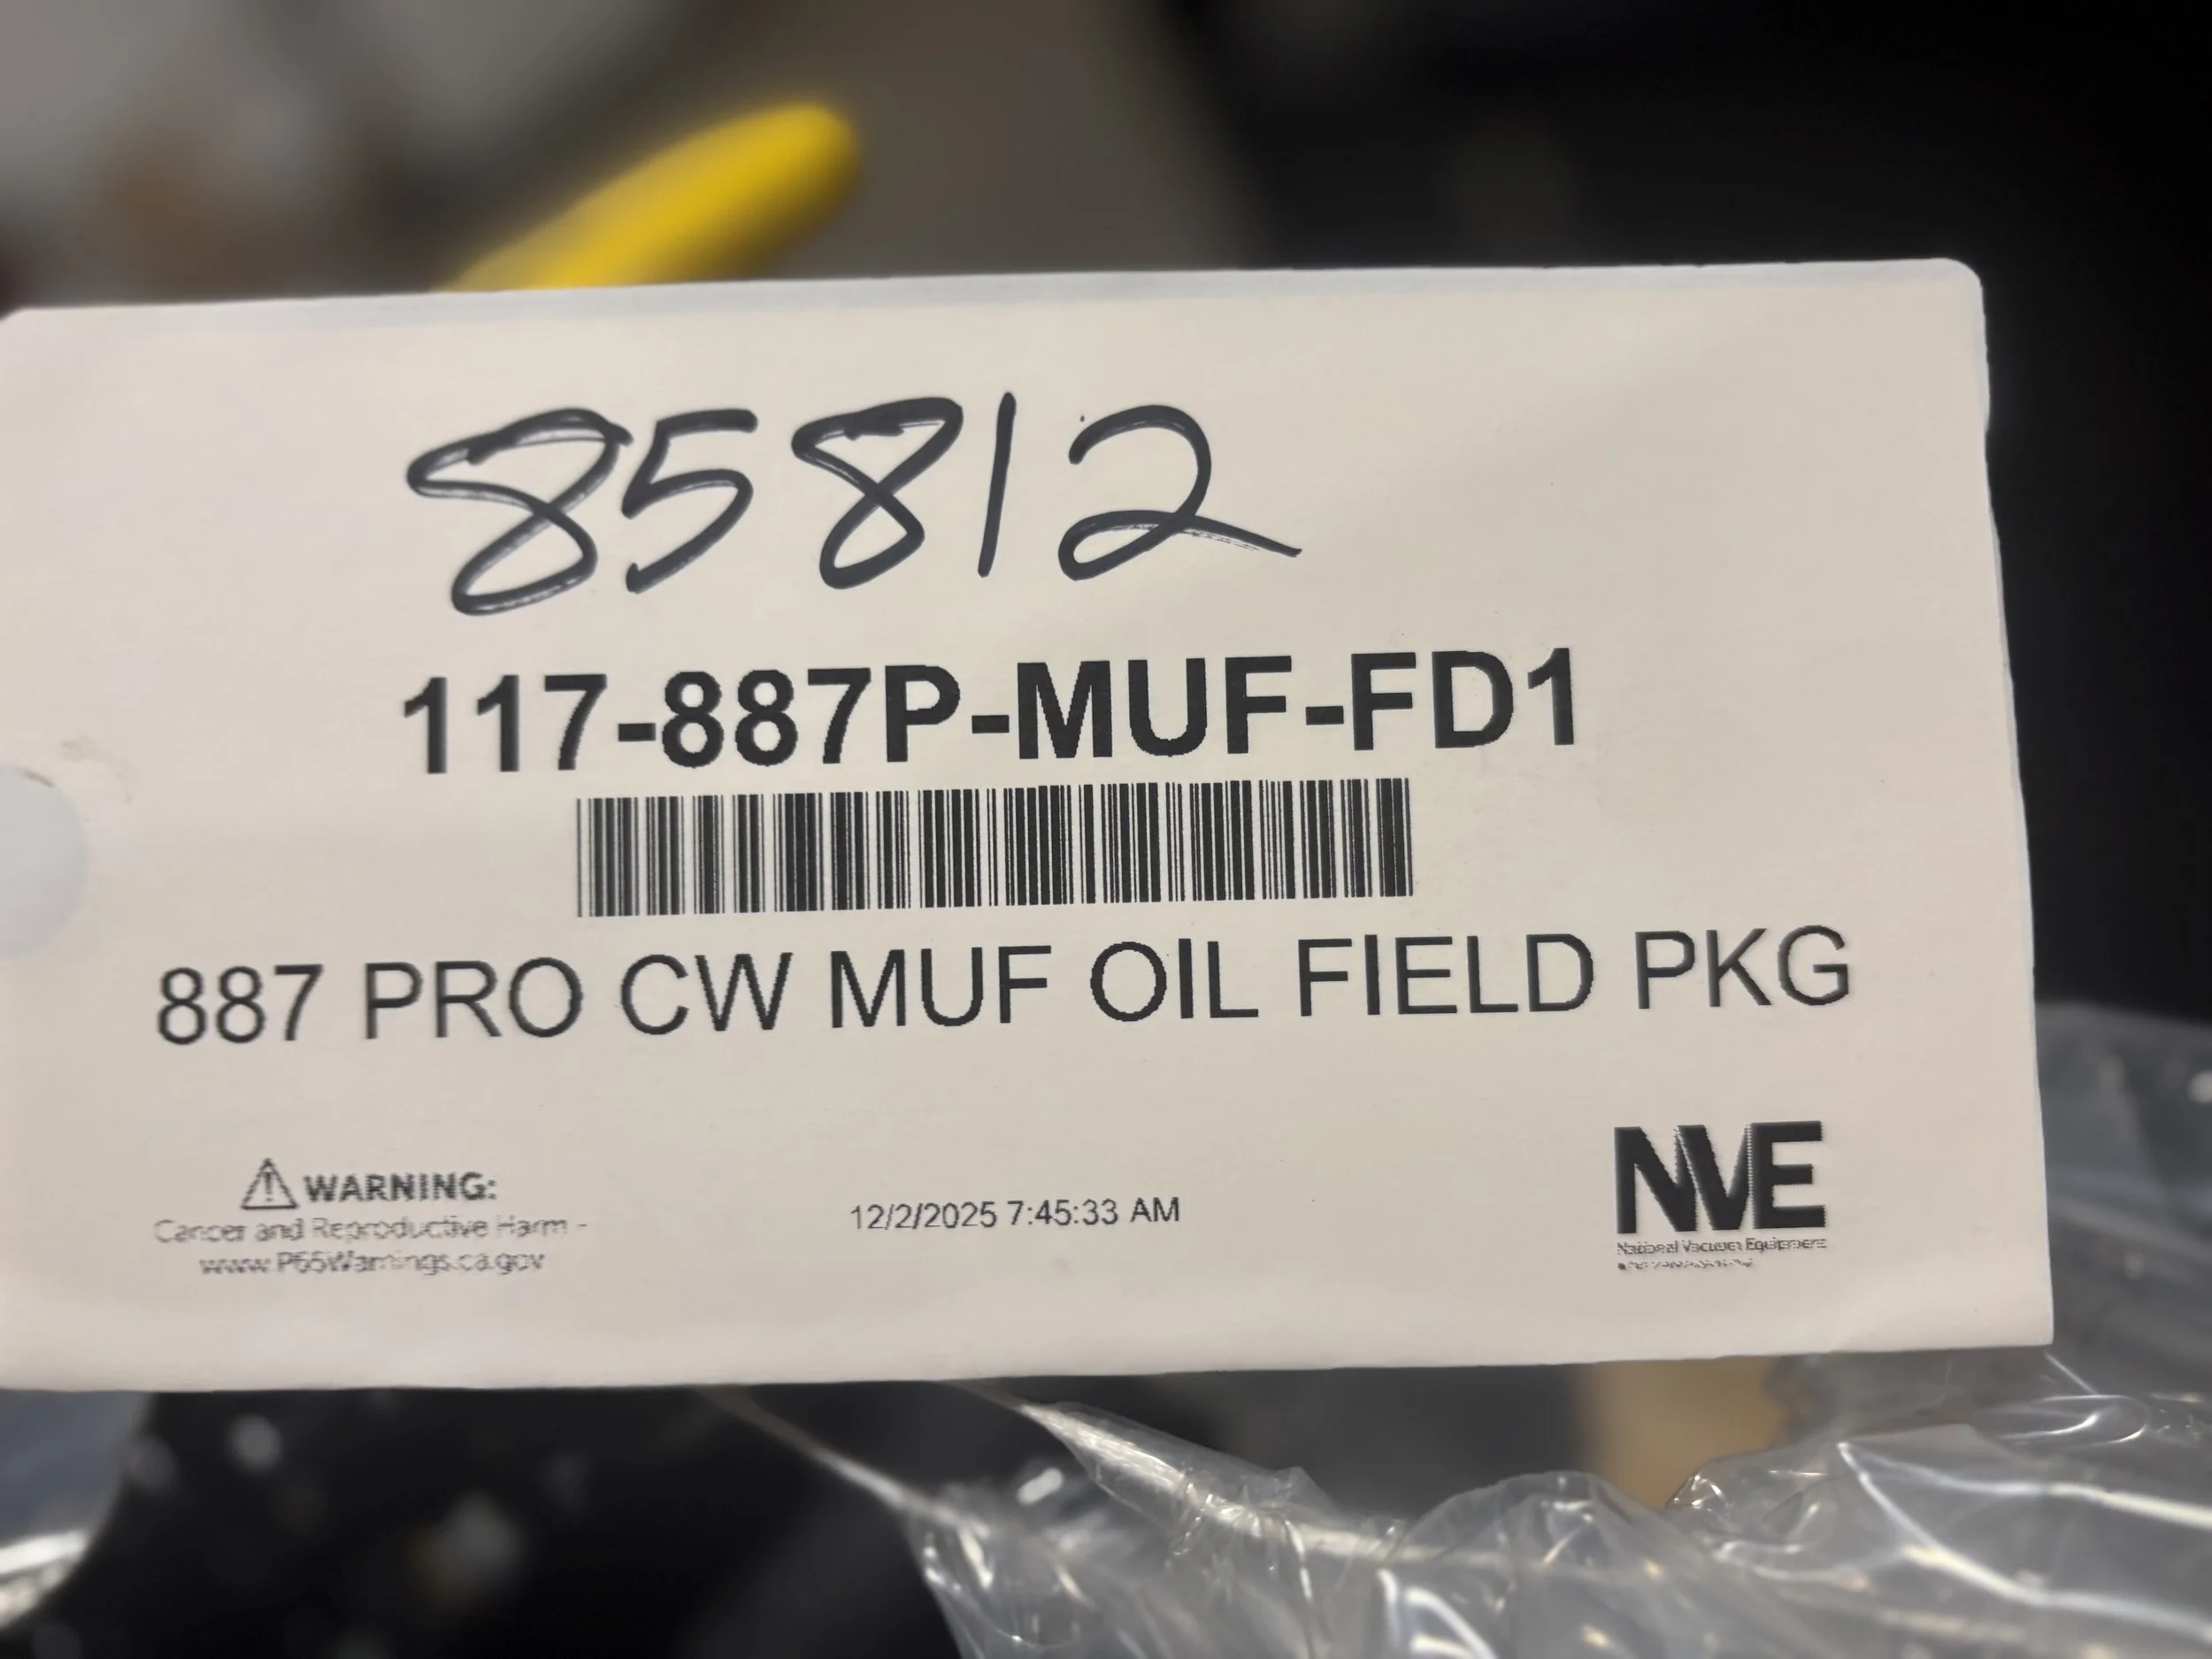 85812
117-887P-MUF-FD1
887 PRO CW MUF OIL FIELD PKG
WARNING:
Cancer and Reproductive Harm -
www.P65Warnings.ca.gov
12/2/2025 7:45:33 AM
NVE
National Vacuum Equipment